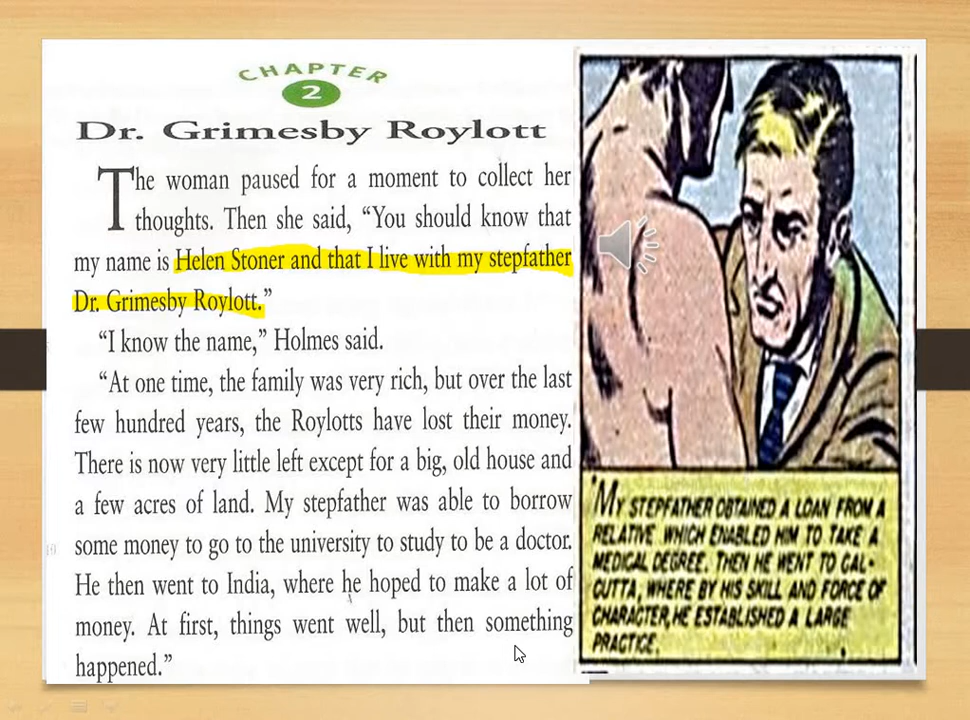 CHAPTER
2
Dr. Grimesby Roylott
The woman paused for a moment to collect her
thoughts. Then she said, “You should know that
my name is Helen Stoner and that I live with my stepfather
Dr. Grimesby Roylott.”
“I know the name,” Holmes said.
“At one time, the family was very rich, but over the last
few hundred years, the Roylotts have lost their money.
There is now very little left except for a big, old house and
a few acres of land. My stepfather was able to borrow
some money to go to the university to study to be a doctor.
He then went to India, where he hoped to make a lot of
money. At first, things went well, but then something
happened.”
"MY STEPFATHER OBTAINED A LOAN FROM A
RELATIVE WHICH ENABLED HIM TO TAKE A
MEDICAL DEGREE. THEN HE WENT TO CAL-
CUTTA, WHERE BY HIS SKILL AND FORCE OF
CHARACTER, HE ESTABLISHED A LARGE
PRACTICE.